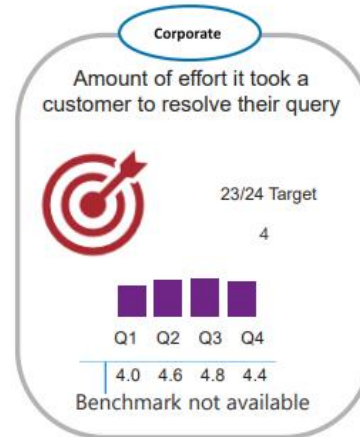 Corporate
Amount of effort it took a
customer to resolve their query
23/24 Target
4
Q1 Q2 Q3 Q4
4.0 4.6 4.8 4.4
Benchmark not available